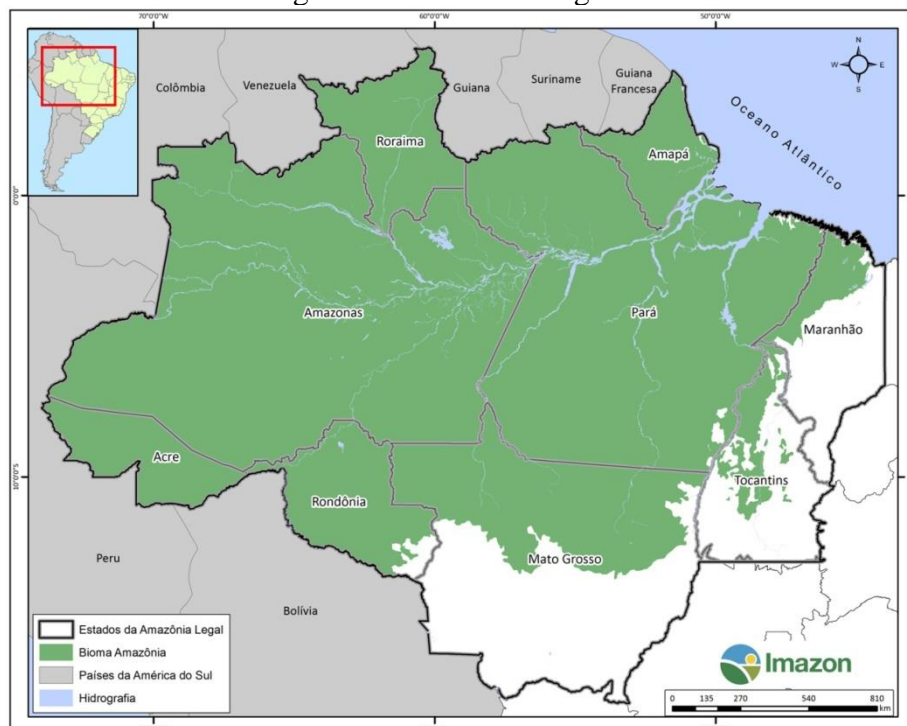 70°0'0"O
60°0'0"O
50°0'0"O
N
W
E
S
Colômbia
Venezuela
Guiana
Suriname
Guiana
Francesa
Oceano Atlântico
Roraima
Amapá
0°0'0"
Amazonas
Pará
Maranhão
Acre
10°0'0"S
Rondônia
Tocantins
Mato Grosso
Peru
Bolívia
Estados da Amazônia Legal
Bioma Amazônia
Países da América do Sul
Hidrografia
Imazon
0 135 270 540 810
km